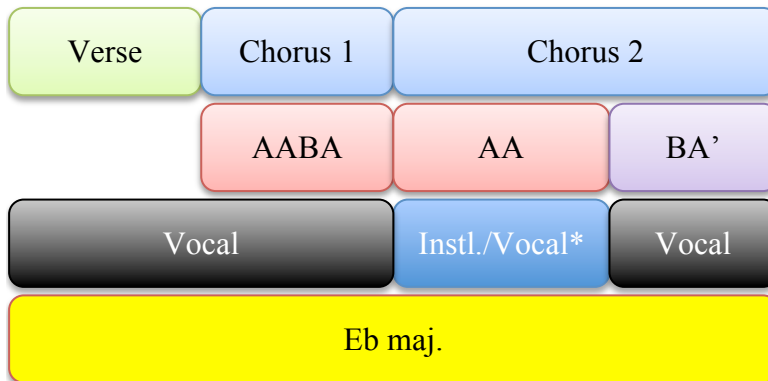 Verse Chorus 1 Chorus 2
AABA AA BA’
Vocal Instl./Vocal* Vocal
Eb maj.